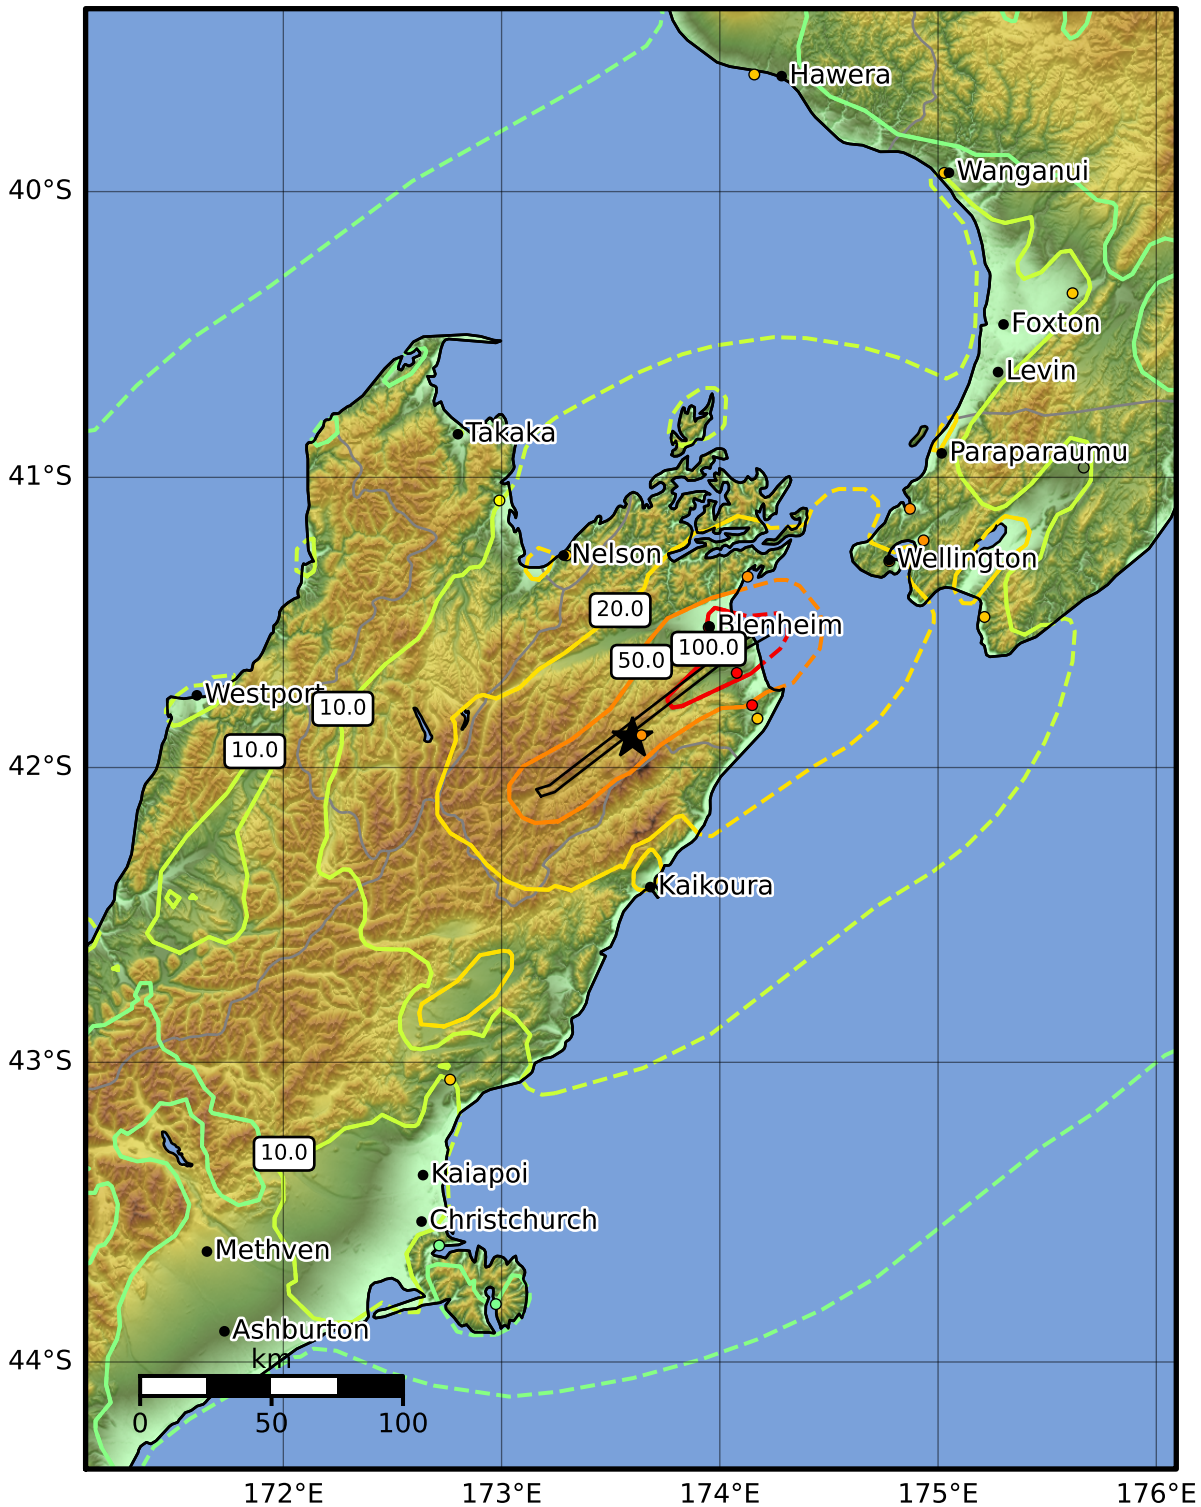 Hawera
Wanganui
40°S
Foxton
Levin
Takaka
Paraparaumu
41°S
Nelson
Wellington
20.0
Blenheim
100.0
50.0
Westport
10.0
10.0
42°S
Kaikoura
43°S
10.0
Kaiapoi
Christchurch
Methven
Ashburton
km
44°S
0 50 100
172°E 173°E 174°E 175°E 176°E